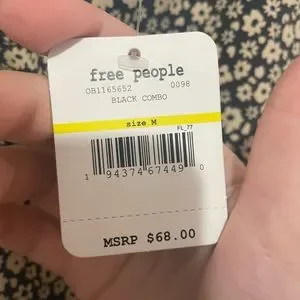 free people
OB1165652 0098
BLACK COMBO
size M
FL_77
1 94374 67449 0
MSRP $68.00